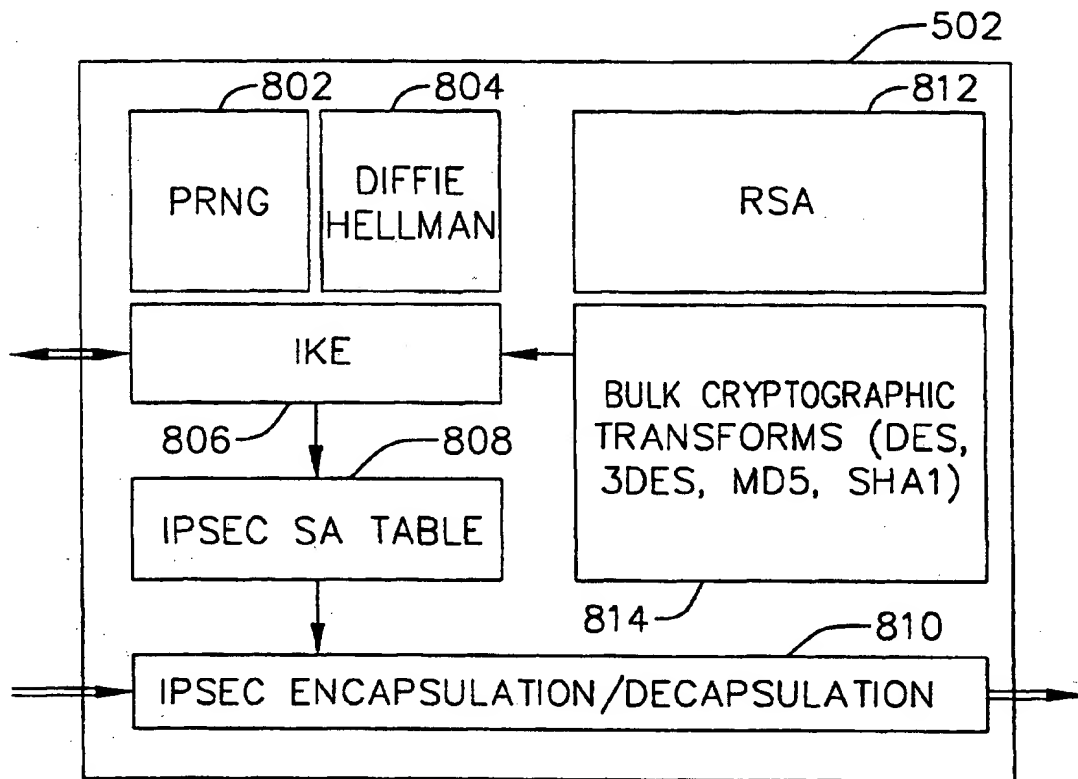 502
802
804
812
PRNG
DIFFIE
HELLMAN
RSA
IKE
806
808
BULK CRYPTOGRAPHIC
TRANSFORMS (DES,
3DES, MD5, SHA1)
IPSEC SA TABLE
814
810
IPSEC ENCAPSULATION/DECAPSULATION